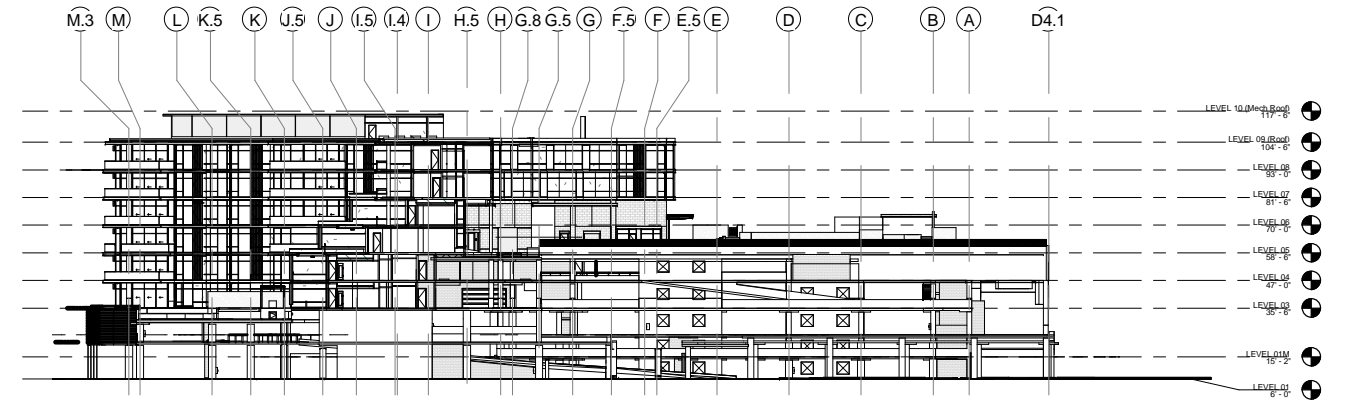 M.3 M L K.5 K J.5 J I.5 I.4 I H.5 H G.8 G.5 G F.5 F E.5 E D C B A D4.1
LEVEL 10 (Mech Roof)
117' - 6"
LEVEL 09 (Roof)
104' - 6"
LEVEL 08
93' - 0"
LEVEL 07
81' - 6"
LEVEL 06
70' - 0"
LEVEL 05
58' - 6"
LEVEL 04
47' - 0"
LEVEL 03
35' - 6"
LEVEL 01M
15' - 2"
LEVEL 01
6' - 0"